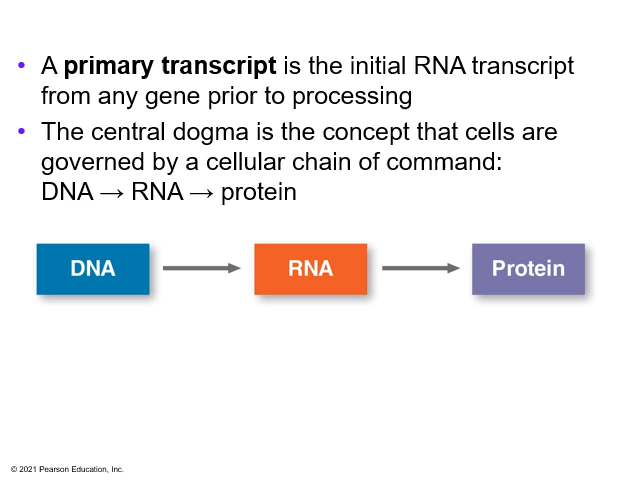 • A primary transcript is the initial RNA transcript
from any gene prior to processing
• The central dogma is the concept that cells are
governed by a cellular chain of command:
DNA → RNA → protein
DNA → RNA → Protein
© 2021 Pearson Education, Inc.